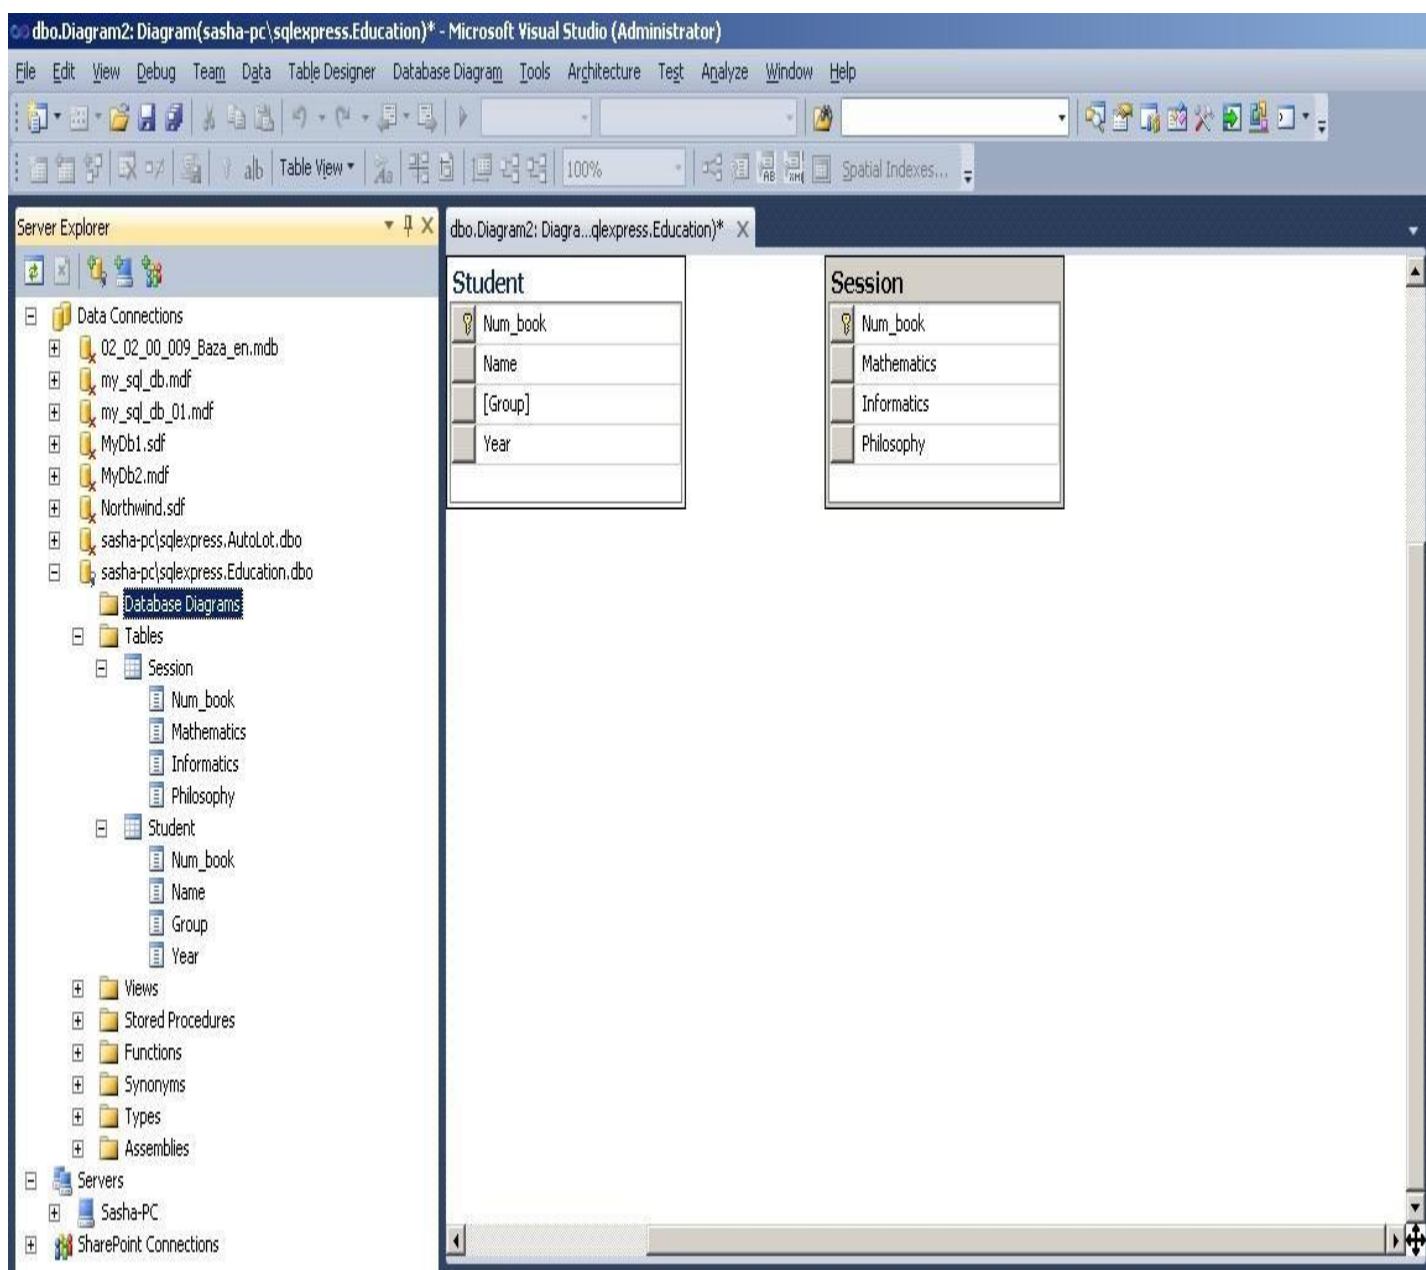 dbo.Diagram2: Diagram(sasha-pc\sqlexpress.Education)* - Microsoft Visual Studio (Administrator)
File Edit View Debug Team Data Table Designer Database Diagram Tools Architecture Test Analyze Window Help
Table View 100% Spatial Indexes...
Server Explorer
Data Connections
02_02_00_009_Baza_en.mdb
my_sql_db.mdf
my_sql_db_01.mdf
MyDb1.sdf
MyDb2.mdf
Northwind.sdf
sasha-pc\sqlexpress.AutoLot.dbo
sasha-pc\sqlexpress.Education.dbo
Database Diagrams
Tables
Session
Num_book
Mathematics
Informatics
Philosophy
Student
Num_book
Name
Group
Year
Views
Stored Procedures
Functions
Synonyms
Types
Assemblies
Servers
Sasha-PC
SharePoint Connections
dbo.Diagram2: Diagra...qlexpress.Education)*
Student
Num_book
Name
[Group]
Year
Session
Num_book
Mathematics
Informatics
Philosophy